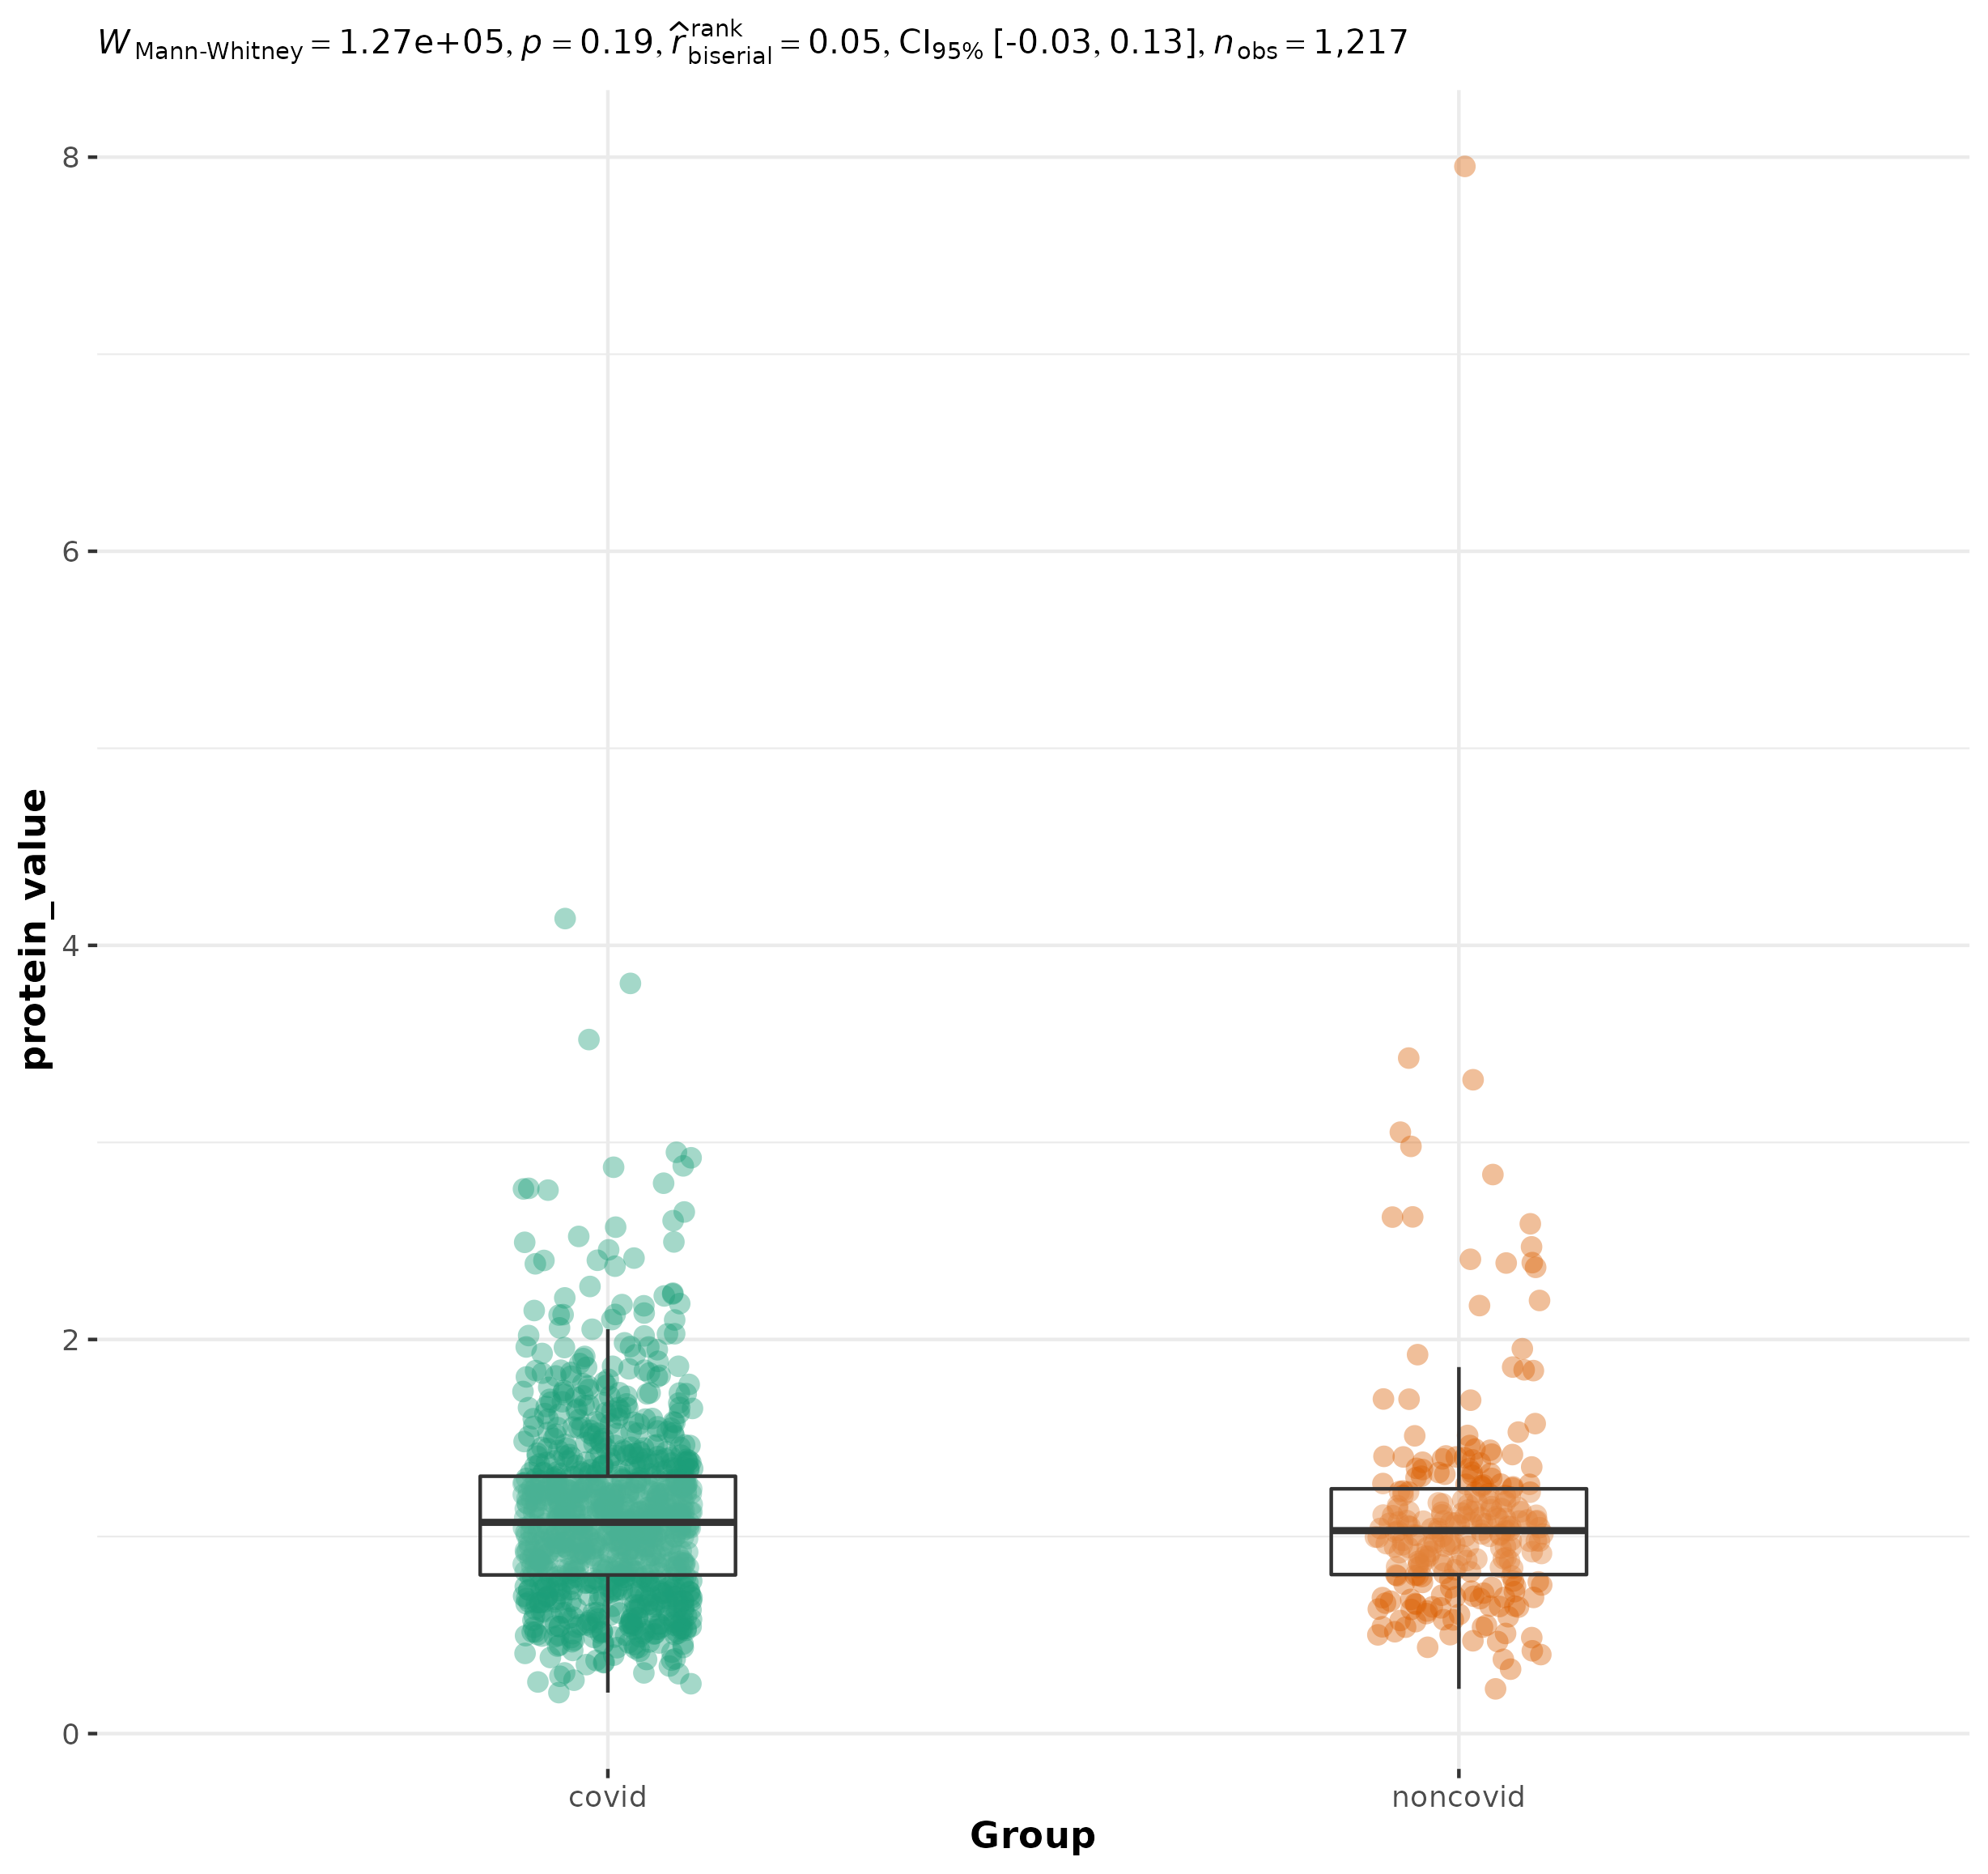 W Mann-Whitney = 1.27e+05, p = 0.19, r̂ rank biserial = 0.05, CI95% [-0.03, 0.13], n obs = 1,217
8
6
4
2
0
protein_value
covid noncovid
Group